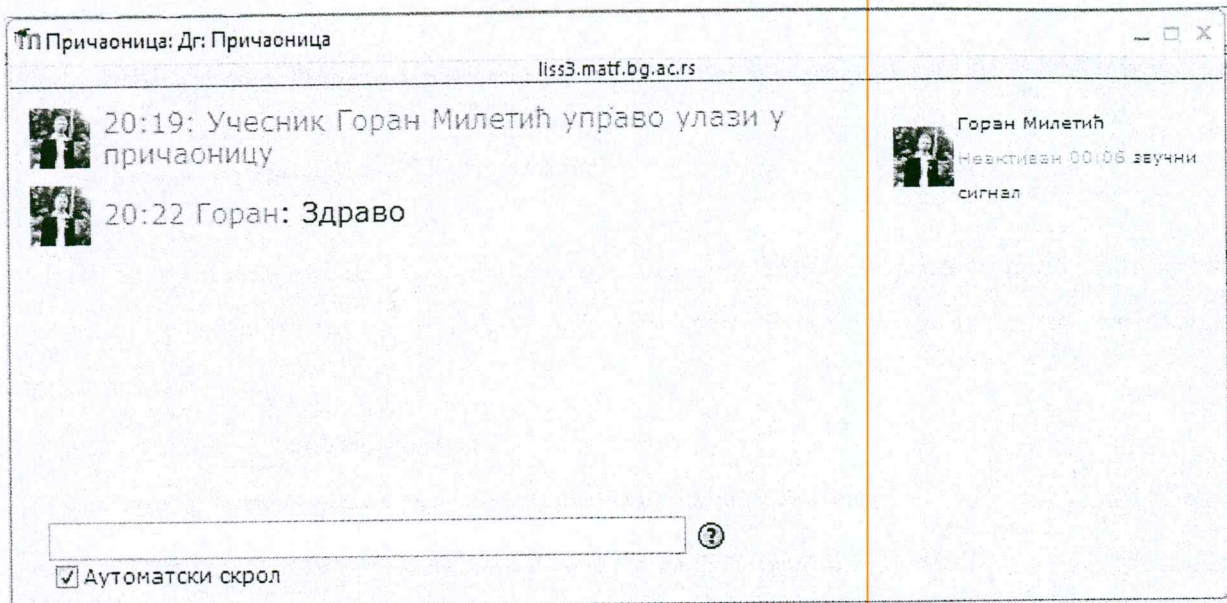 Причаоница: Дг: Причаоница
liss3.matf.bg.ac.rs
20:19: Учесник Горан Милетић управо улази у
причаоницу
20:22 Горан: Здраво
Горан Милетић
Неактиван 00:06 звучни
сигнал
Аутоматски скрол